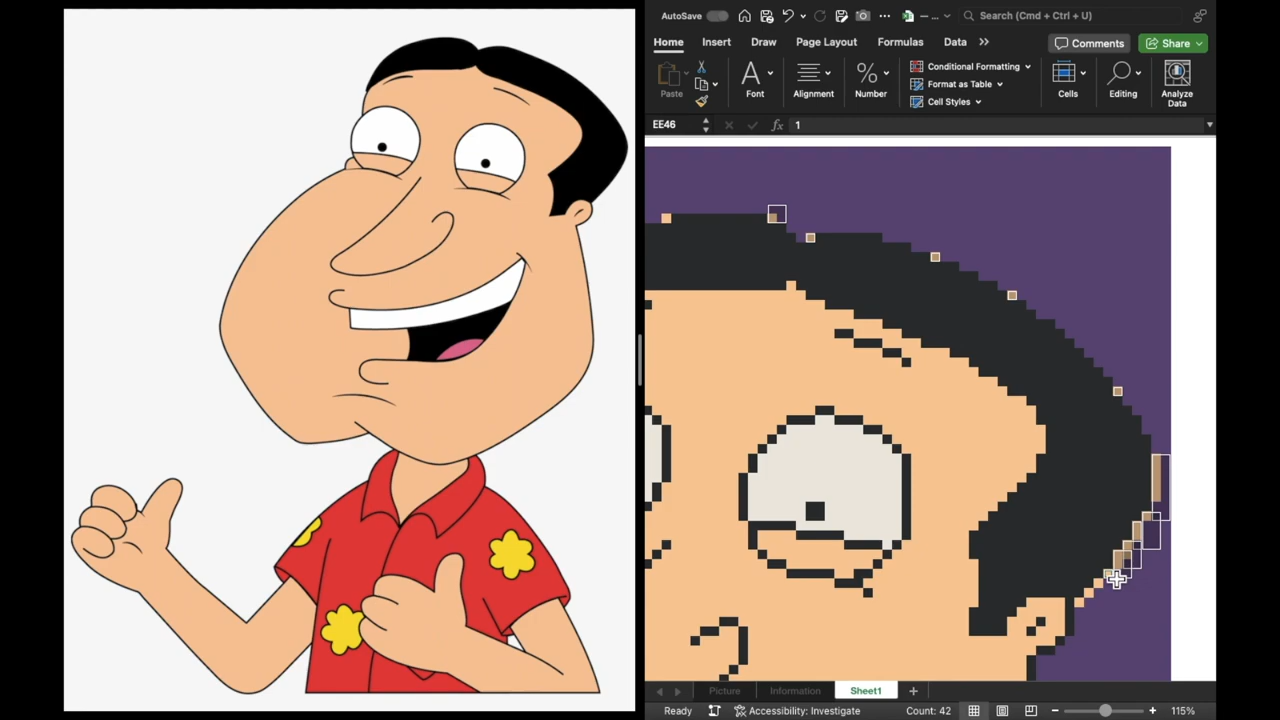 AutoSave
— ...
Search (Cmd + Ctrl + U)
Home
Insert
Draw
Page Layout
Formulas
Data
Comments
Share
Paste
Font
Alignment
Number
Conditional Formatting
Format as Table
Cell Styles
Cells
Editing
Analyze
Data
EE46
fx
1
Picture
Information
Sheet1
Ready
Accessibility: Investigate
Count: 42
115%